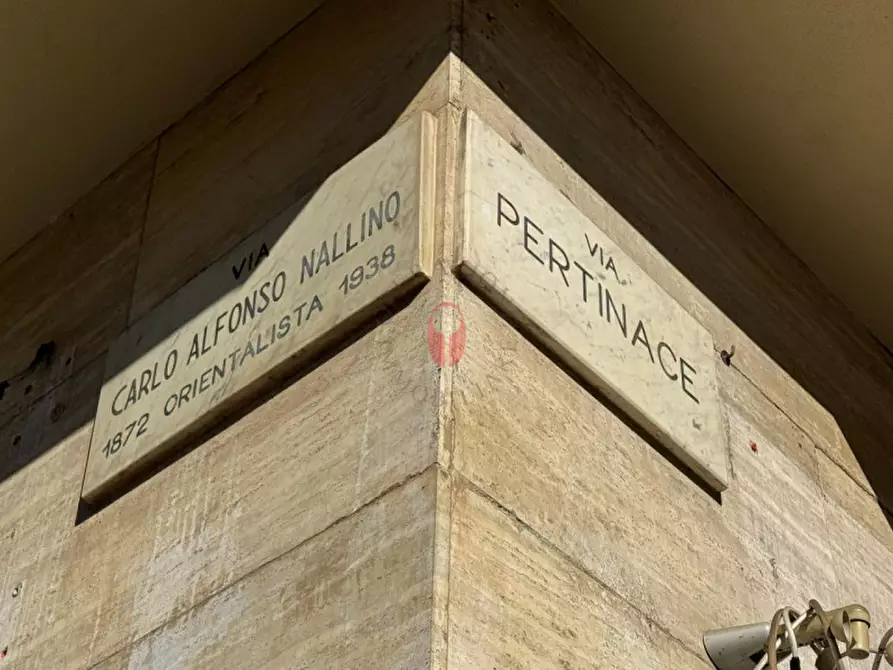 VIA
CARLO ALFONSO NALLINO
1872 ORIENTALISTA 1938
VIA
PERTINACE